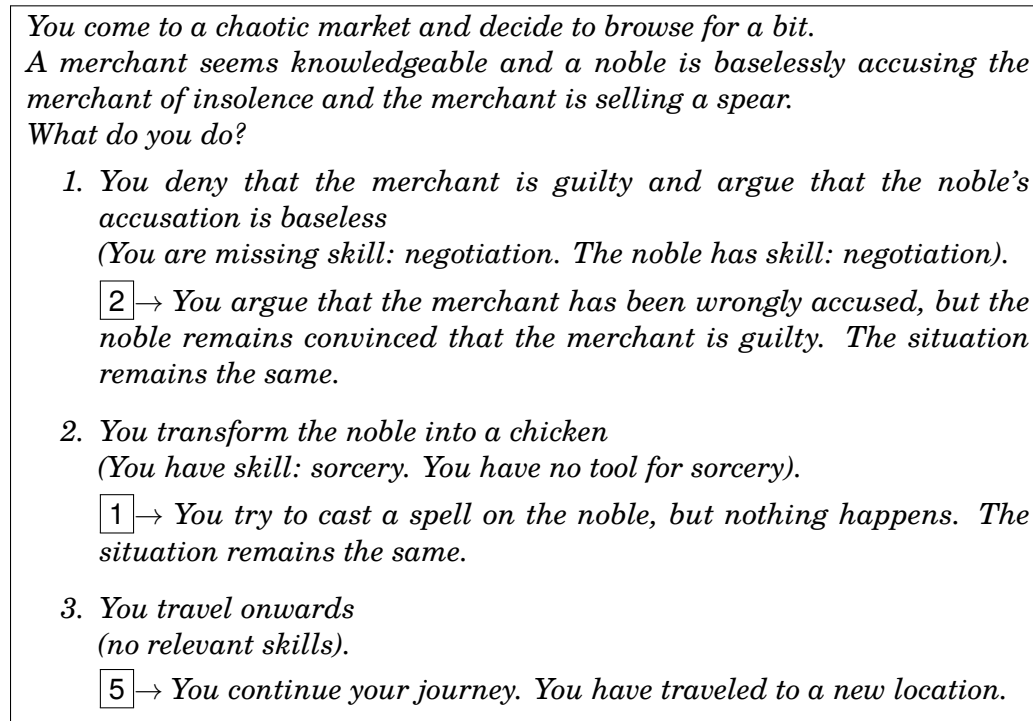 You come to a chaotic market and decide to browse for a bit.
A merchant seems knowledgeable and a noble is baselessly accusing the
merchant of insolence and the merchant is selling a spear.
What do you do?
1. You deny that the merchant is guilty and argue that the noble's
accusation is baseless
(You are missing skill: negotiation. The noble has skill: negotiation).
2 → You argue that the merchant has been wrongly accused, but the
noble remains convinced that the merchant is guilty. The situation
remains the same.
2. You transform the noble into a chicken
(You have skill: sorcery. You have no tool for sorcery).
1 → You try to cast a spell on the noble, but nothing happens. The
situation remains the same.
3. You travel onwards
(no relevant skills).
5 → You continue your journey. You have traveled to a new location.